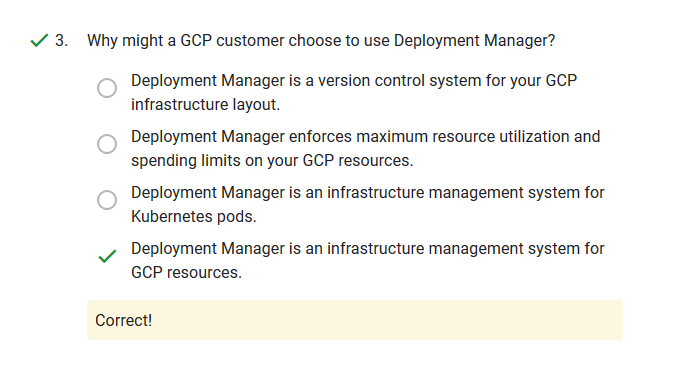 3. Why might a GCP customer choose to use Deployment Manager?
Deployment Manager is a version control system for your GCP
infrastructure layout.
Deployment Manager enforces maximum resource utilization and
spending limits on your GCP resources.
Deployment Manager is an infrastructure management system for
Kubernetes pods.
Deployment Manager is an infrastructure management system for
GCP resources.
Correct!